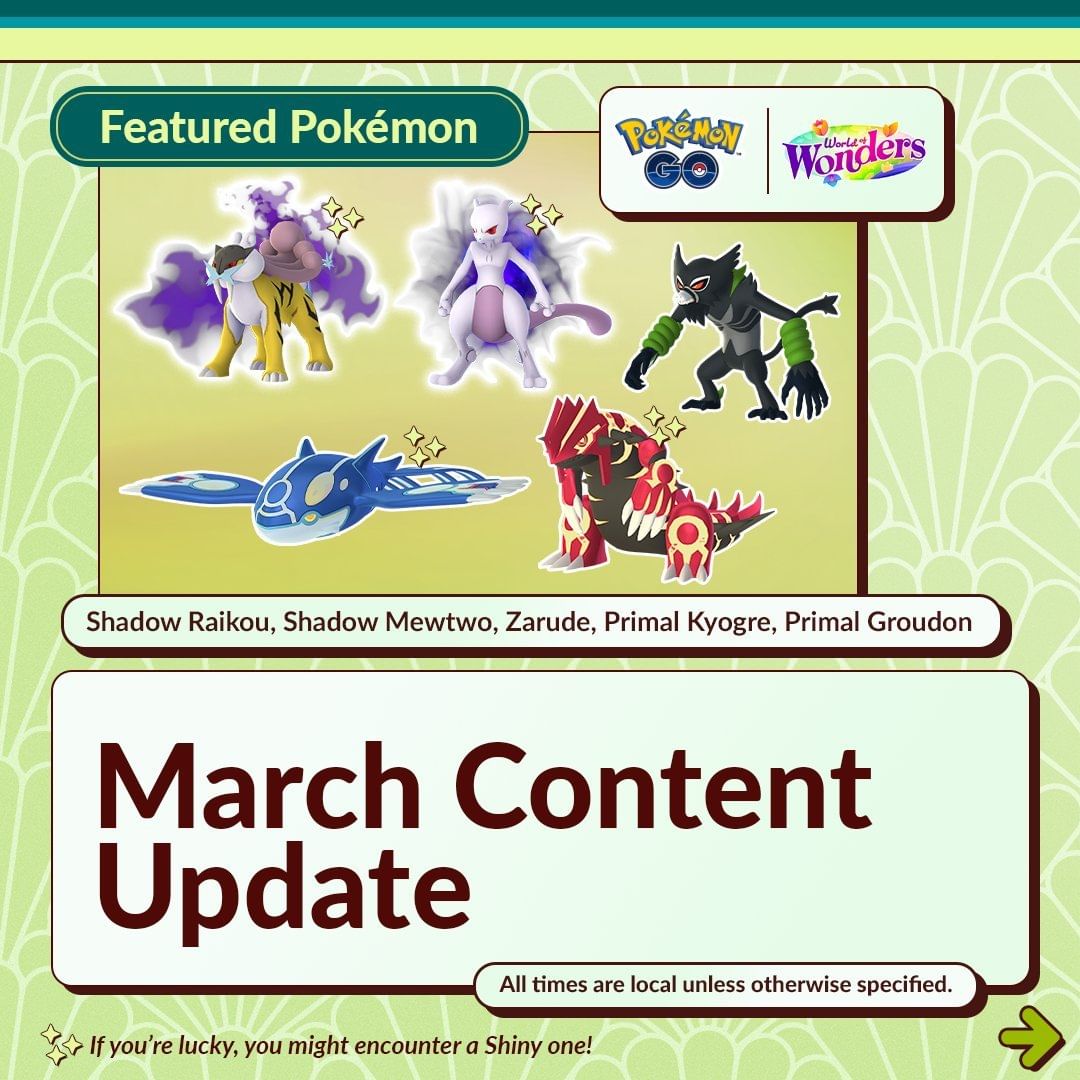 Featured Pokémon
POKÉMON
GO
World of
Wonders
Shadow Raikou, Shadow Mewtwo, Zarude, Primal Kyogre, Primal Groudon
March Content
Update
All times are local unless otherwise specified.
If you're lucky, you might encounter a Shiny one!